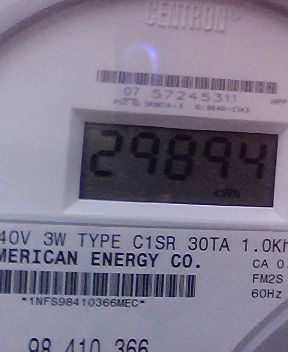 CENTRON®
07 57245311
29894
kWh
40V 3W TYPE C1SR 30TA 1.0Kh
MERICAN ENERGY CO.
CA 0.
FM2S
60Hz
*1NFS98410366MEC*
98 410 366